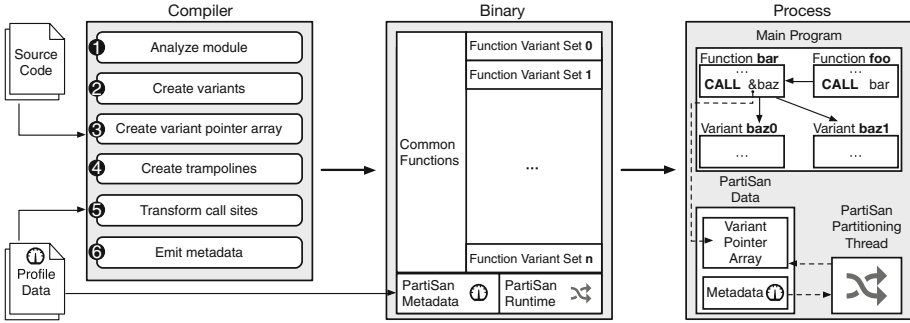 Compiler
Source
Code
Profile
Data
1 Analyze module
2 Create variants
3 Create variant pointer array
4 Create trampolines
5 Transform call sites
6 Emit metadata
Binary
Common
Functions
Function Variant Set 0
Function Variant Set 1
...
Function Variant Set n
PartiSan
Metadata
PartiSan
Runtime
Process
Main Program
Function bar
...
CALL &baz
Function foo
...
CALL bar
Variant baz0
...
Variant baz1
...
PartiSan
Data
Variant
Pointer
Array
Metadata
PartiSan
Partitioning
Thread